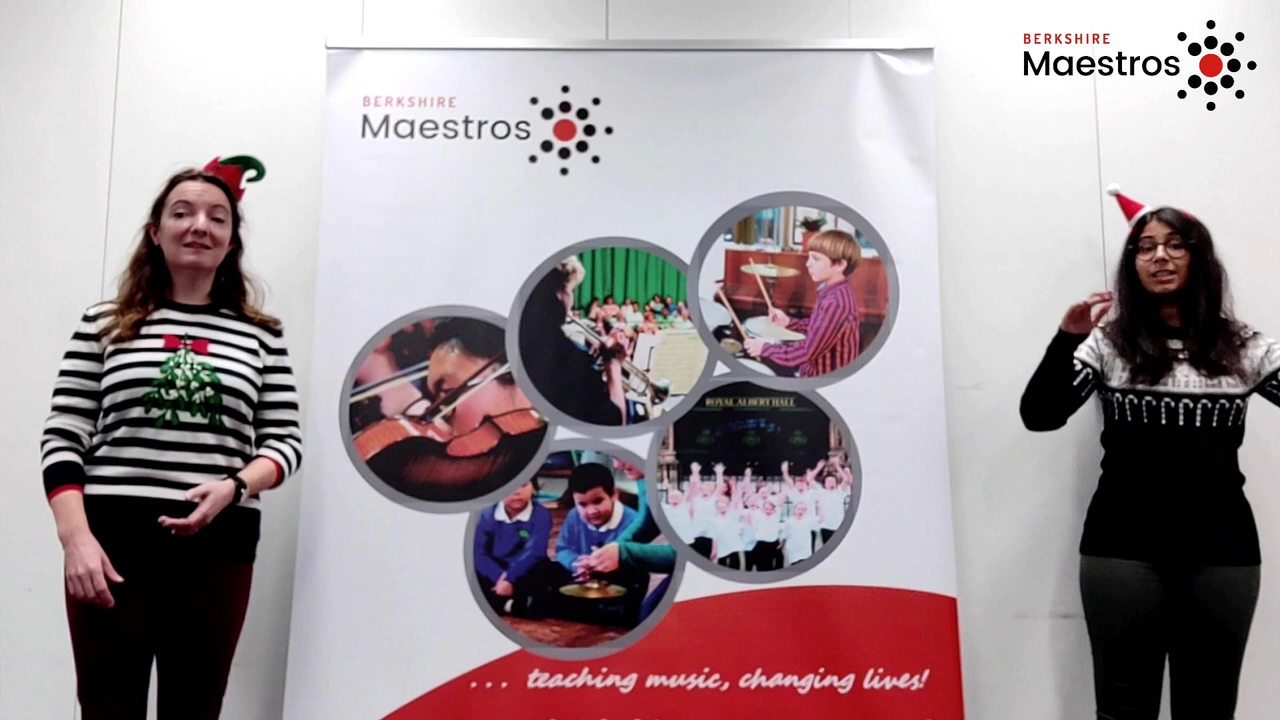 BERKSHIRE
Maestros
BERKSHIRE
Maestros
ROYAL ALBERT HALL
... teaching music, changing lives!